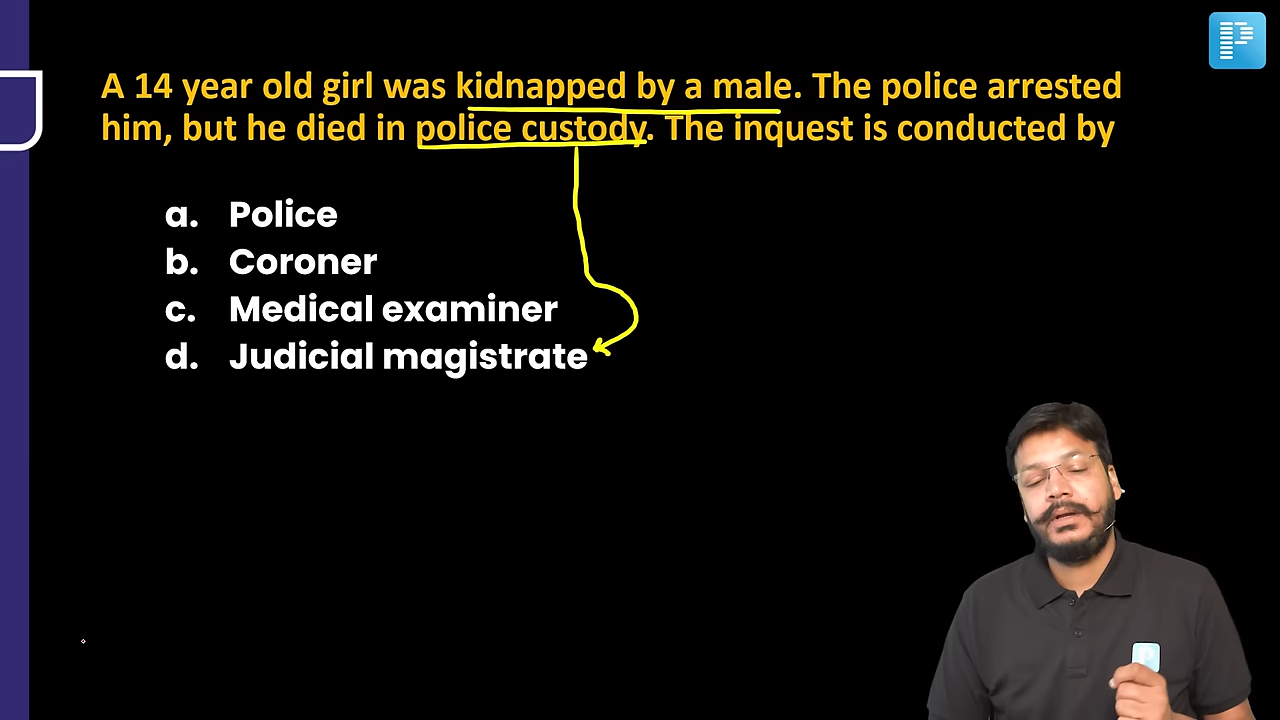 A 14 year old girl was kidnapped by a male. The police arrested
him, but he died in police custody. The inquest is conducted by
a. Police
b. Coroner
c. Medical examiner
d. Judicial magistrate